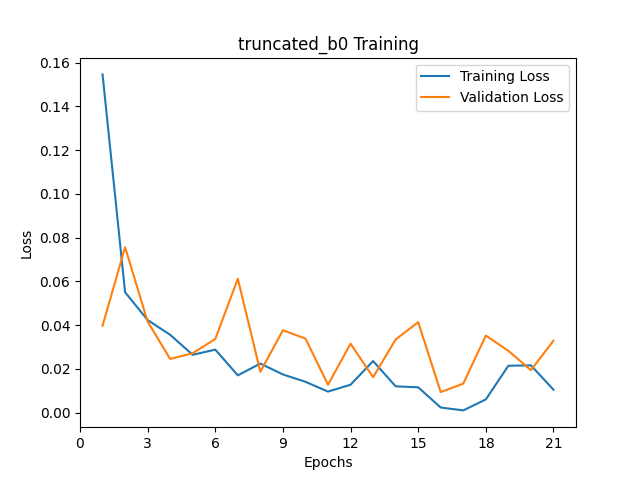 truncated_b0 Training
0.16
0.14
0.12
0.10
0.08
0.06
0.04
0.02
0.00
Loss
Training Loss
Validation Loss
0 3 6 9 12 15 18 21
Epochs